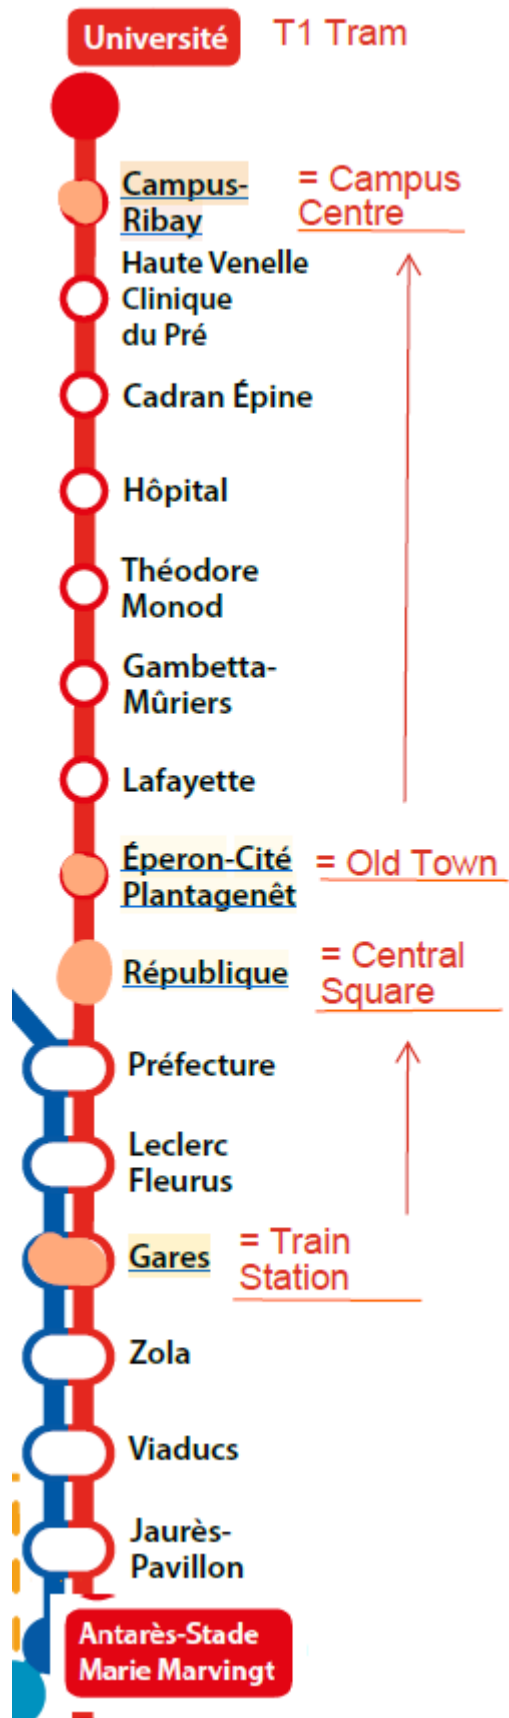 Université T1 Tram
Campus- = Campus
Ribay Centre
Haute Venelle
Clinique
du Pré
Cadran Épine
Hôpital
Théodore
Monod
Gambetta-
Mûriers
Lafayette
Éperon-Cité = Old Town
Plantagenêt
République = Central
Square
Préfecture
Leclerc
Fleurus
Gares = Train
Station
Zola
Viaducs
Jaurès-
Pavillon
Antarès-Stade
Marie Marvingt